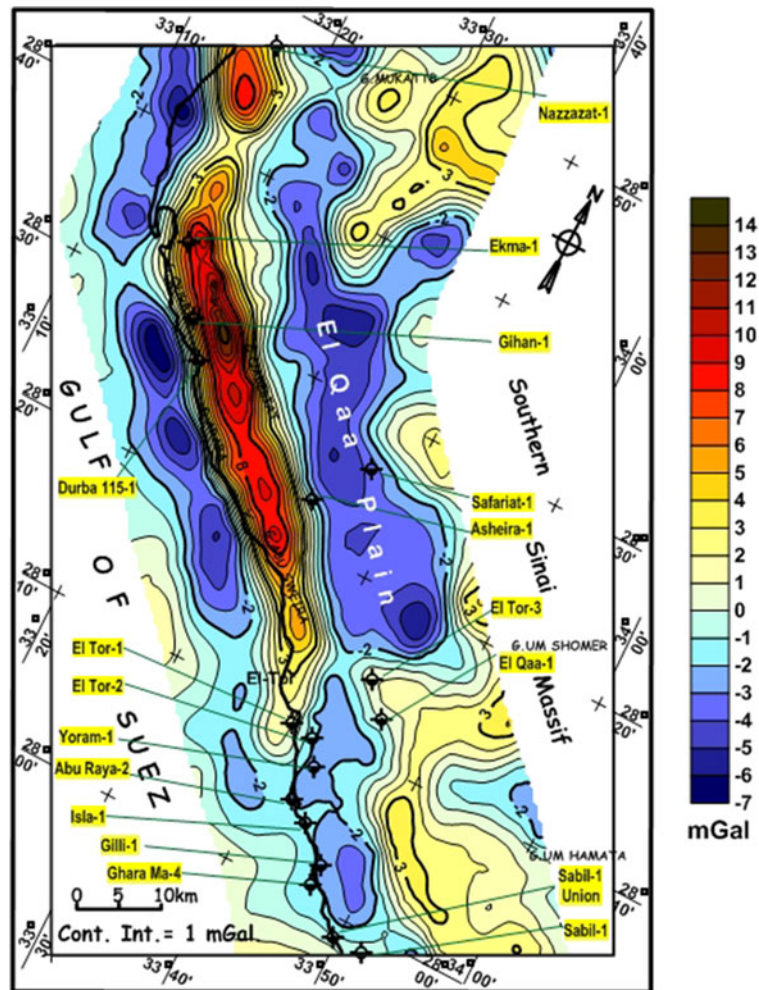 33° 10'
33° 20'
33° 30'
33° 40'
28° 40'
G.MUKATTB
Nazzazat-1
28° 50'
N
28° 30'
Ekma-1
33° 10'
Gihan-1
34° 00'
El Qaa Plain
28° 20'
GULF OF SUEZ
Southern Sinai Massif
Durba 115-1
Safariat-1
Asheira-1
28° 30'
28° 10'
El Tor-3
33° 20'
34° 00'
El Tor-1
G.UM SHOMER
El Qaa-1
El-Tor
El Tor-2
28° 20'
Yoram-1
28° 00'
Abu Raya-2
Isla-1
Gilli-1
G.UM HAMATA
Ghara Ma-4
Sabil-1
Union
0 5 10km
28° 10'
Sabil-1
Cont. Int.= 1 mGal.
33° 30'
33° 40'
33° 50'
28° 34° 00'
14
13
12
11
10
9
8
7
6
5
4
3
2
1
0
-1
-2
-3
-4
-5
-6
-7
mGal